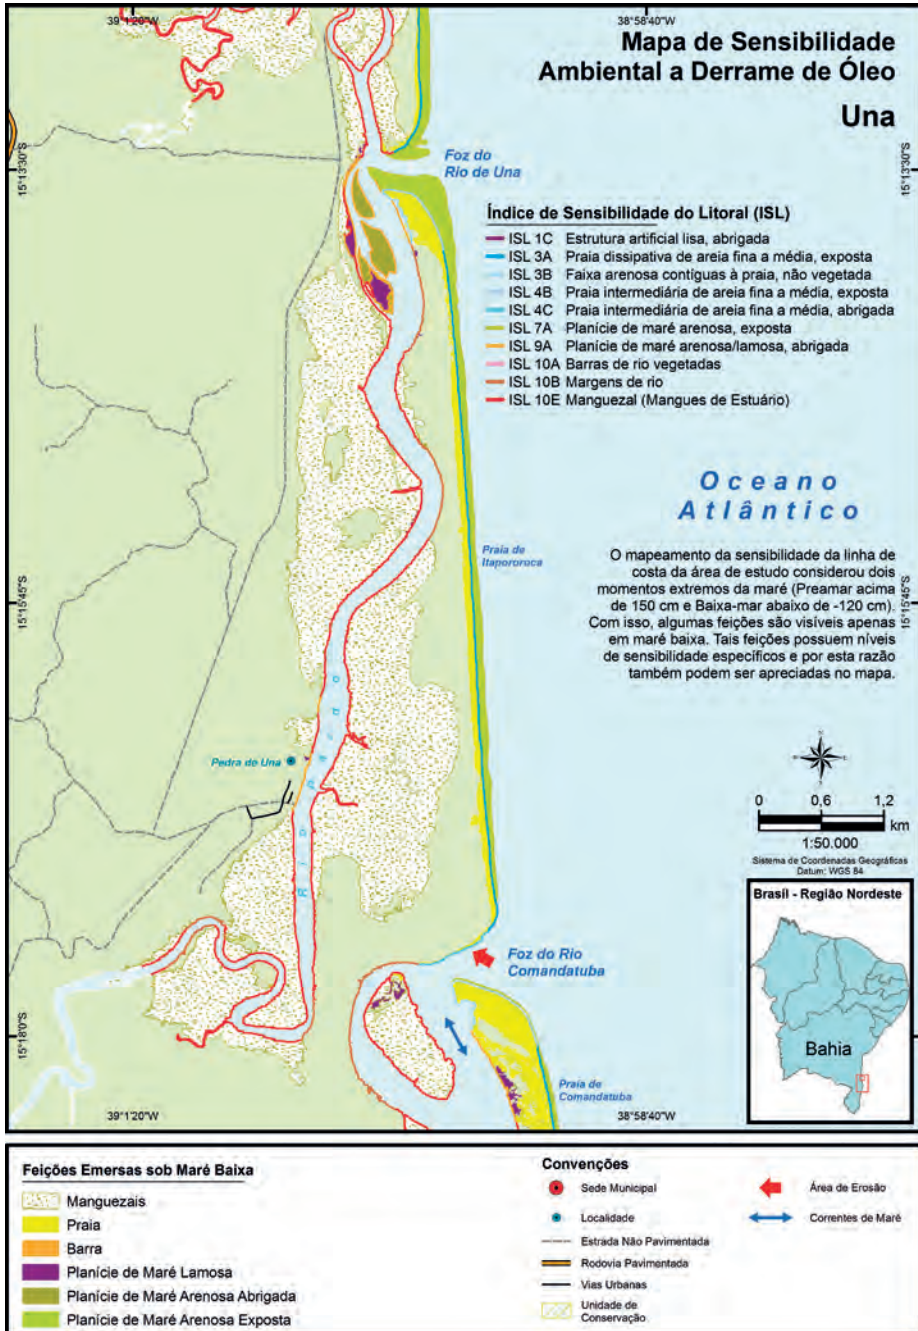 39°1'20"W
38°58'40"W
Mapa de Sensibilidade
Ambiental a Derrame de Óleo
Una
15°13'30"S
15°13'30"S
Foz do
Rio de Una
Índice de Sensibilidade do Litoral (ISL)
ISL 1C Estrutura artificial lisa, abrigada
ISL 3A Praia dissipativa de areia fina a média, exposta
ISL 3B Faixa arenosa contíguas à praia, não vegetada
ISL 4B Praia intermediária de areia fina a média, exposta
ISL 4C Praia intermediária de areia fina a média, abrigada
ISL 7A Planície de maré arenosa, exposta
ISL 9A Planície de maré arenosa/lamosa, abrigada
ISL 10A Barras de rio vegetadas
ISL 10B Margens de rio
ISL 10E Manguezal (Mangues de Estuário)
Oceano
Atlântico
Praia de
Itapororoca
O mapeamento da sensibilidade da linha de
costa da área de estudo considerou dois
momentos extremos da maré (Preamar acima
de 150 cm e Baixa-mar abaixo de -120 cm).
Com isso, algumas feições são visíveis apenas
em maré baixa. Tais feições possuem níveis
de sensibilidade específicos e por esta razão
também podem ser apreciadas no mapa.
15°15'45"S
15°15'45"S
Rio Pardo
Pedra de Una
0 0,6 1,2
km
1:50.000
Sistema de Coordenadas Geográficas
Datum: WGS 84
Brasil - Região Nordeste
Bahia
Foz do Rio
Comandatuba
15°18'0"S
15°18'0"S
Praia de
Comandatuba
39°1'20"W
38°58'40"W
Feições Emersas sob Maré Baixa
Manguezais
Praia
Barra
Planície de Maré Lamosa
Planície de Maré Arenosa Abrigada
Planície de Maré Arenosa Exposta
Convenções
Sede Municipal
Localidade
Estrada Não Pavimentada
Rodovia Pavimentada
Vias Urbanas
Unidade de
Conservação
Área de Erosão
Correntes de Maré